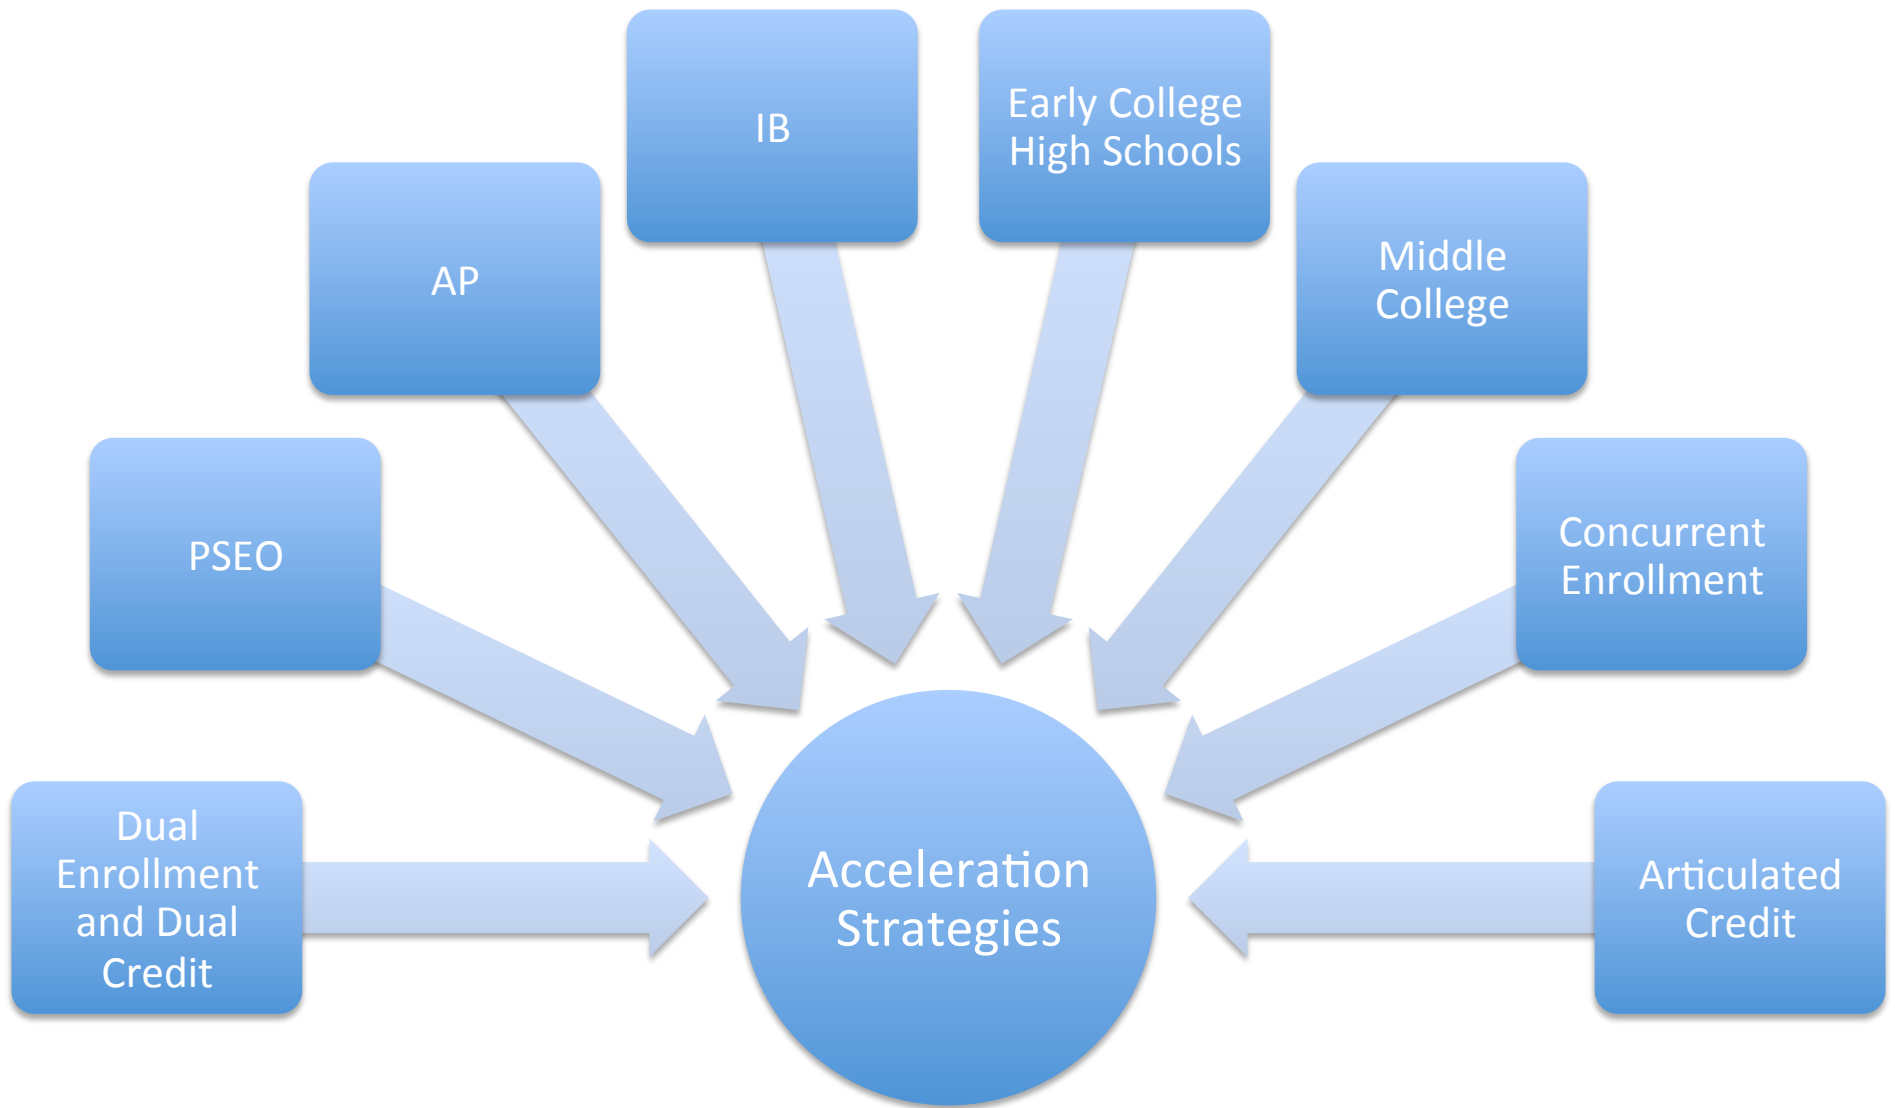 IB
Early College
High Schools
AP
Middle
College
PSEO
Concurrent
Enrollment
Dual
Enrollment
and Dual
Credit
Acceleration
Strategies
Articulated
Credit